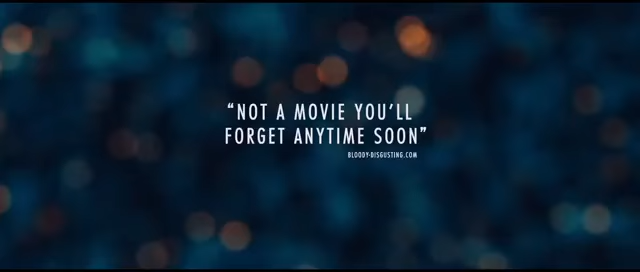 “NOT A MOVIE YOU’LL
FORGET ANYTIME SOON”
BLOODY-DISGUSTING.COM